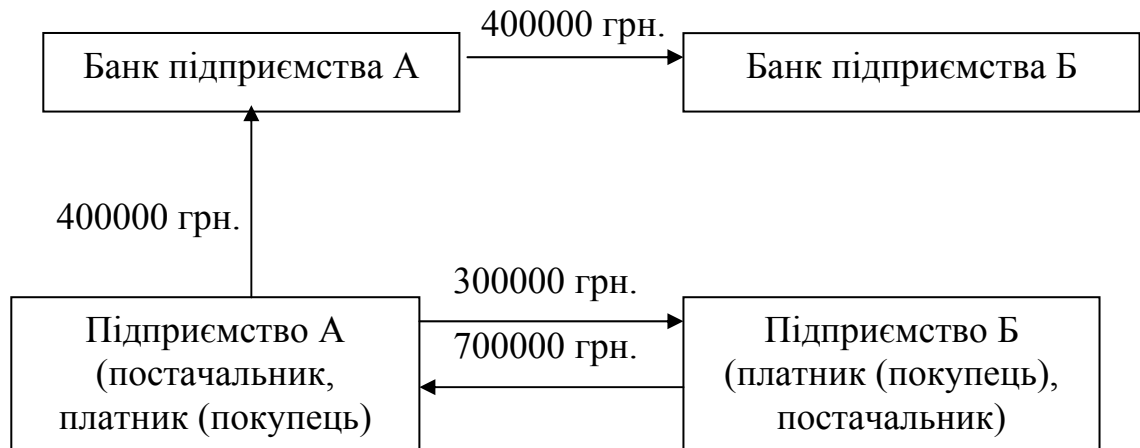 400000 грн.
Банк підприємства А
Банк підприємства Б
400000 грн.
300000 грн.
700000 грн.
Підприємство А
(постачальник,
платник (покупець)
Підприємство Б
(платник (покупець),
постачальник)